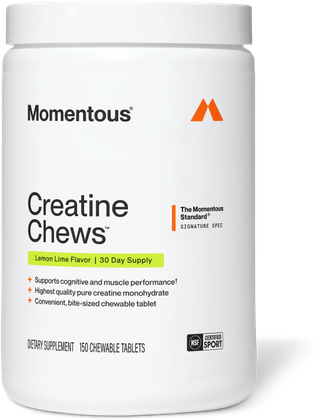 Momentous®
Creatine
Chews™
The Momentous
Standard®
SIGNATURE SPEC
Lemon Lime Flavor | 30 Day Supply
+ Supports cognitive and muscle performance†
+ Highest quality pure creatine monohydrate
+ Convenient, bite-sized chewable tablet
DIETARY SUPPLEMENT 150 CHEWABLE TABLETS
NSF CERTIFIED
SPORT